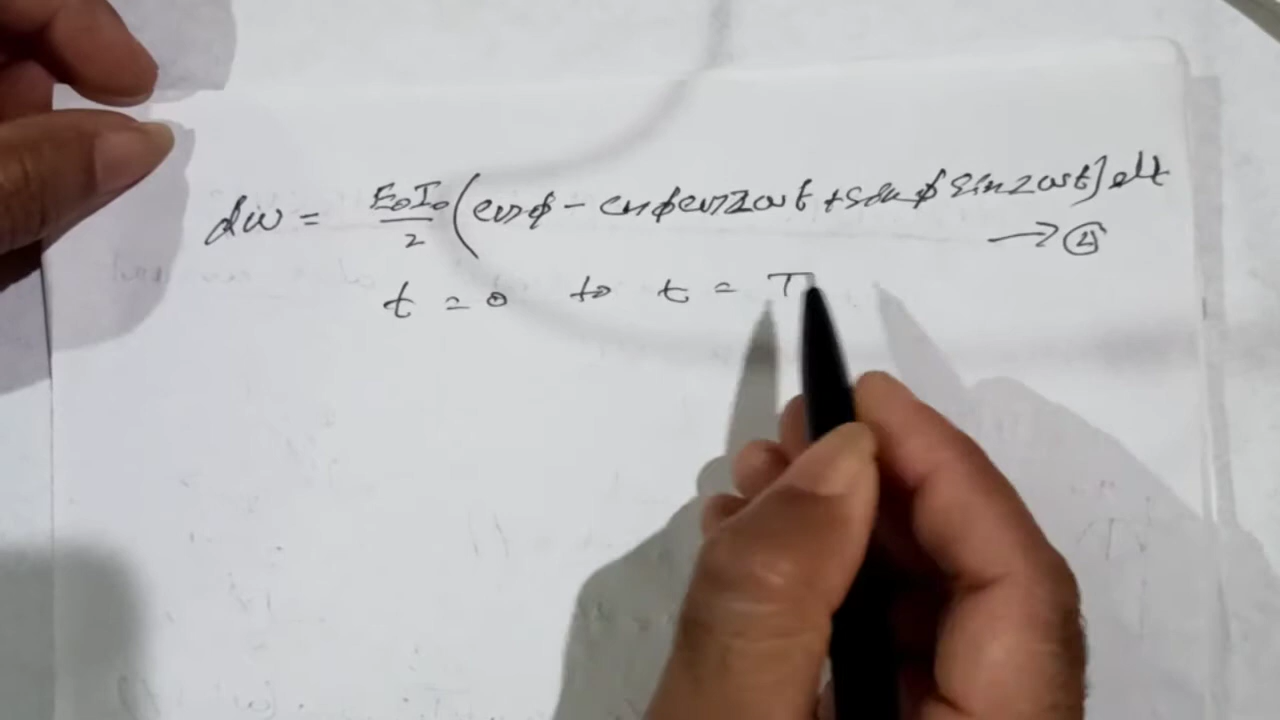 dw = E₀I₀/2 (cosφ − cosφcos2ωt + sinφ sin2ωt] dt
→ ④
t = 0 to t = T